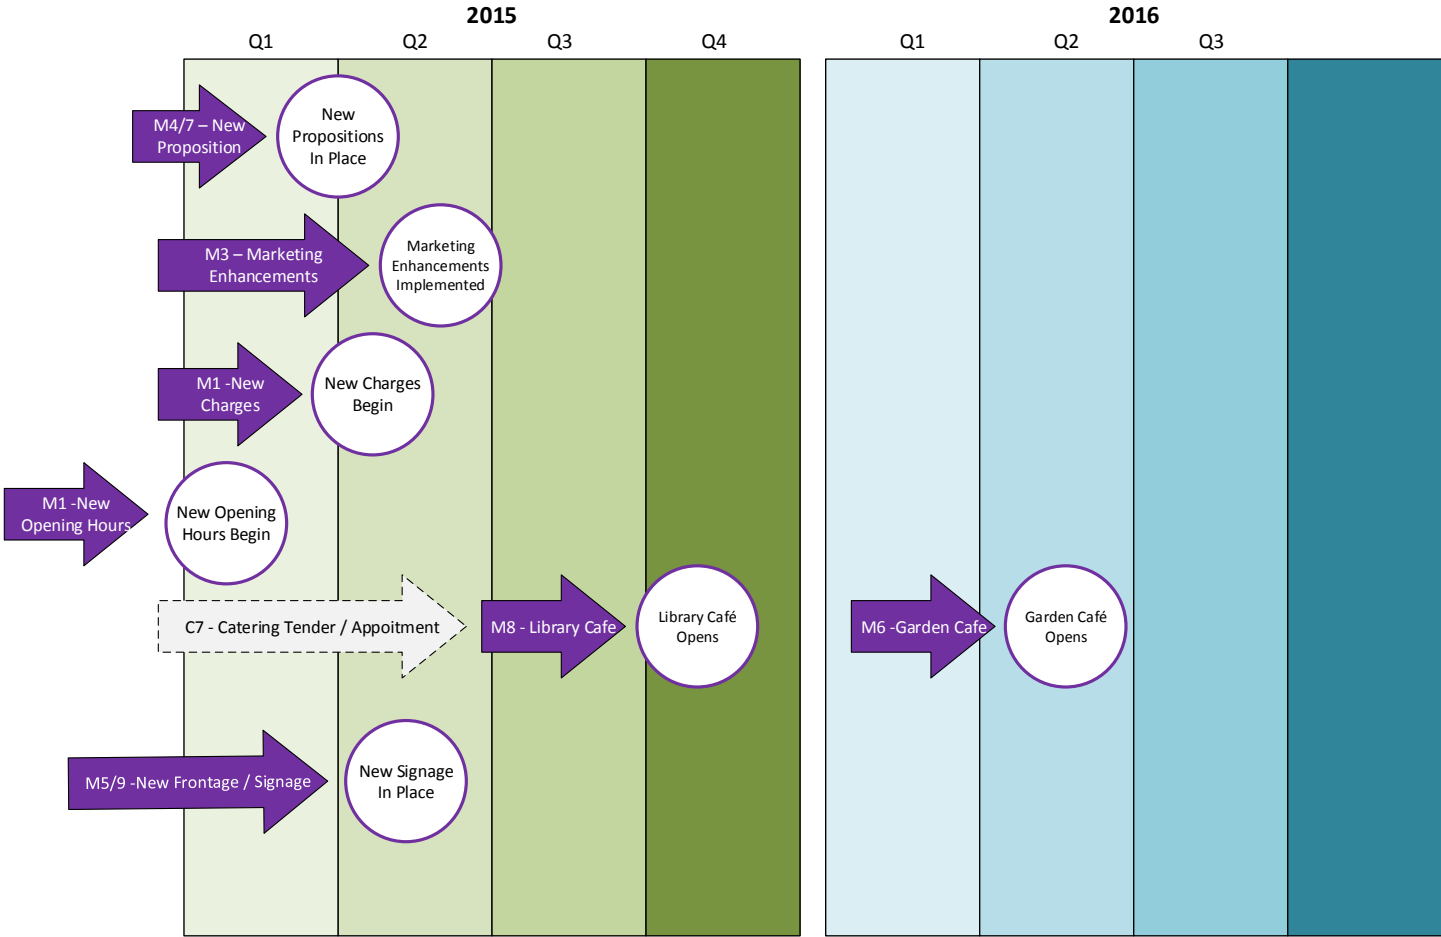 2015
2016
Q1
Q2
Q3
Q4
Q1
Q2
Q3
M4/7 – New
Proposition
New
Propositions
In Place
M3 – Marketing
Enhancements
Marketing
Enhancements
Implemented
M1 -New
Charges
New Charges
Begin
M1 -New
Opening Hours
New Opening
Hours Begin
C7 - Catering Tender / Appoitment
M8 - Library Cafe
Library Café
Opens
M6 -Garden Cafe
Garden Café
Opens
M5/9 -New Frontage / Signage
New Signage
In Place